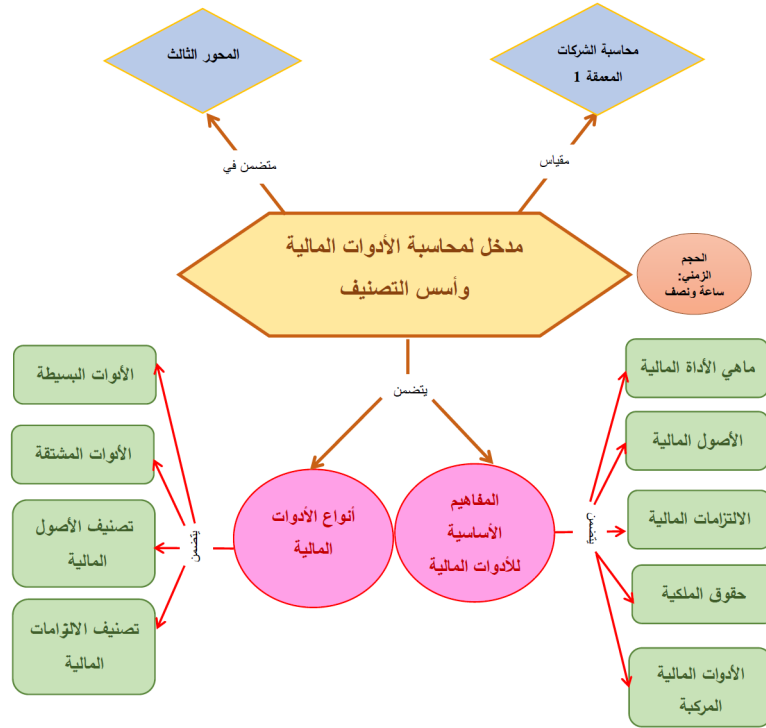 محاسبة الشركات
المعمقة 1
المحور الثالث
مقياس
متضمن في
مدخل لمحاسبة الأدوات المالية
وأسس التصنيف
الحجم
الزمني:
ساعة ونصف
يتضمن
المفاهيم
الأساسية
للأدوات المالية
أنواع الأدوات
المالية
يتضمن
ماهي الأداة المالية
الأصول المالية
الالتزامات المالية
حقوق الملكية
الأدوات المالية
المركبة
يتضمن
الأدوات البسيطة
الأدوات المشتقة
تصنيف الأصول
المالية
تصنيف الالتزامات
المالية